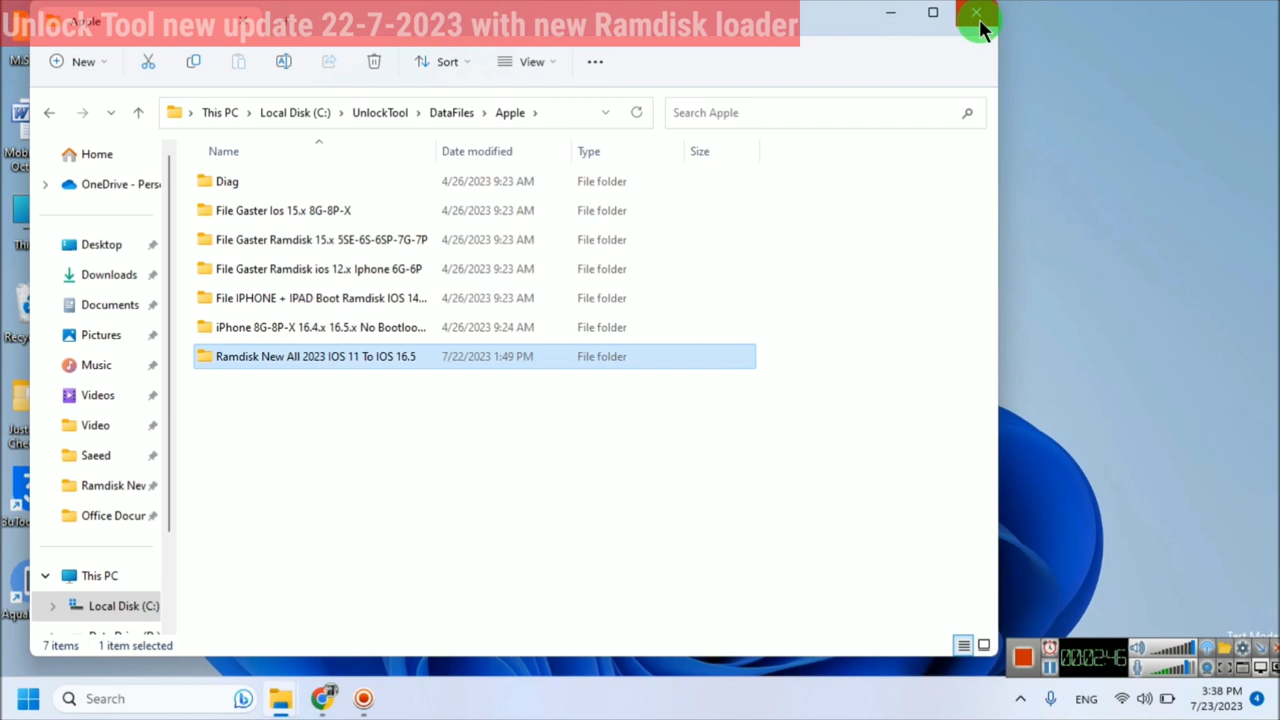 Unlock Tool new update 22-7-2023 with new Ramdisk loader
Apple
New
Sort
View
This PC
Local Disk (C:)
UnlockTool
DataFiles
Apple
Search Apple
Home
OneDrive - Pers
Desktop
Downloads
Documents
Pictures
Music
Videos
Video
Saeed
Ramdisk Nev
Office Docur
This PC
Local Disk (C:)
Name Date modified Type Size
Diag 4/26/2023 9:23 AM File folder
File Gaster Ios 15.x 8G-8P-X 4/26/2023 9:23 AM File folder
File Gaster Ramdisk 15.x 5SE-6S-6SP-7G-7P 4/26/2023 9:23 AM File folder
File Gaster Ramdisk ios 12.x Iphone 6G-6P 4/26/2023 9:23 AM File folder
File IPHONE + IPAD Boot Ramdisk IOS 14... 4/26/2023 9:23 AM File folder
iPhone 8G-8P-X 16.4.x 16.5.x No Bootloo... 4/26/2023 9:24 AM File folder
Ramdisk New All 2023 IOS 11 To IOS 16.5 7/22/2023 1:49 PM File folder
7 items 1 item selected
00:02:46
Search
ENG
3:38 PM
7/23/2023
4